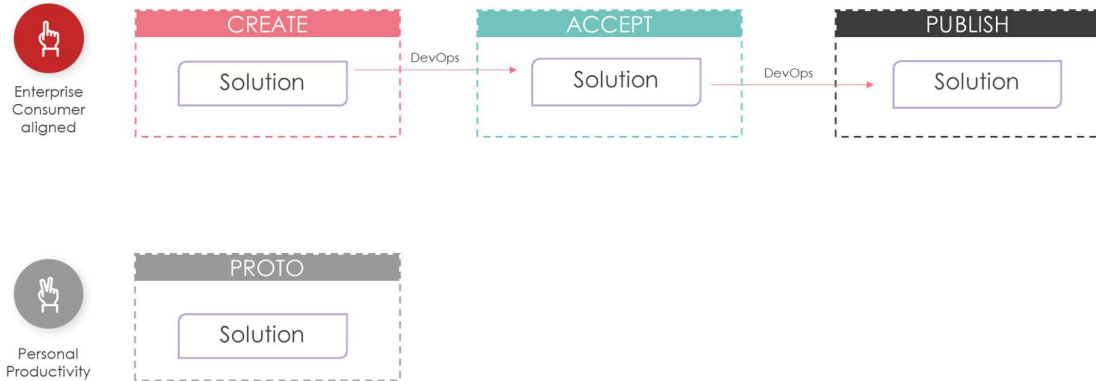 CREATE
ACCEPT
PUBLISH
Solution
DevOps
Solution
DevOps
Solution
Enterprise
Consumer
aligned
PROTO
Solution
Personal
Productivity